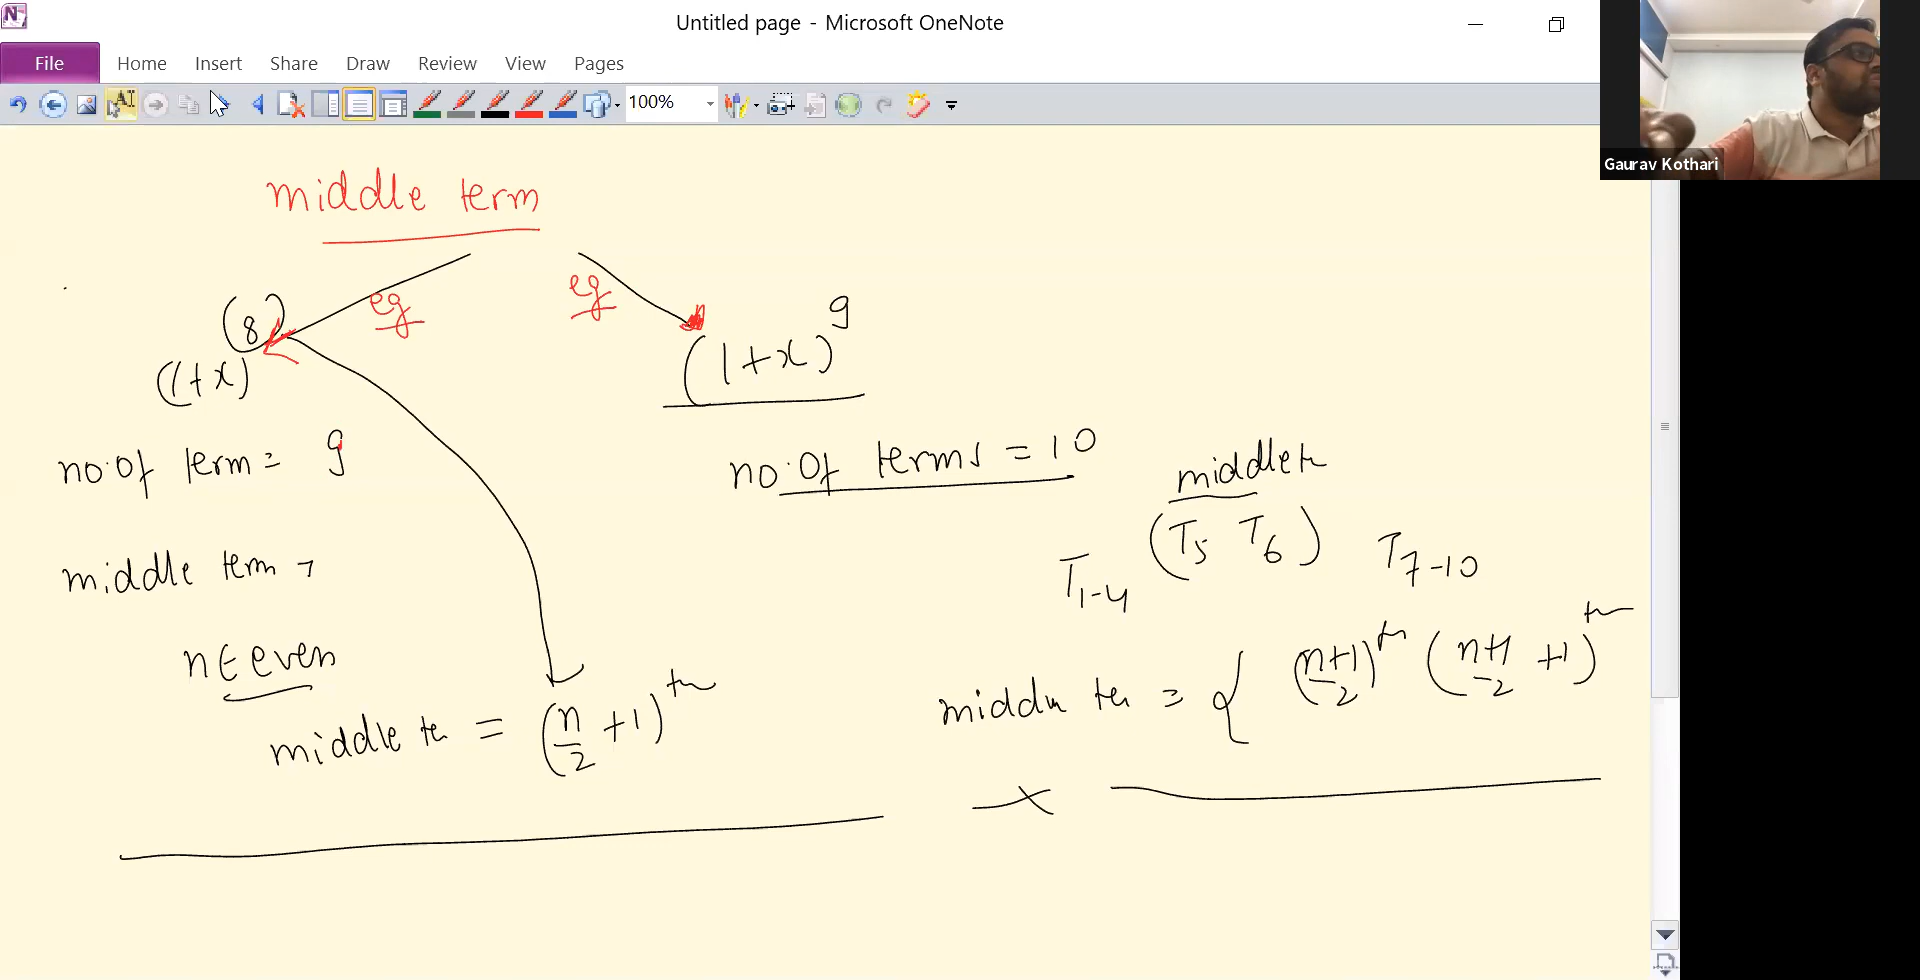 Untitled page - Microsoft OneNote
File Home Insert Share Draw Review View Pages
100%
Gaurav Kothari
middle term
eg eg
(1+x)^8
(1+x)^9
no. Of term = 9
no. Of terms = 10
middle te
T1-4 (T5 T6) T7-10
middle term →
n ∈ even
middle te = (n/2 + 1)^th
middle te = { (n+1/2)^th (n+1/2 +1)^th